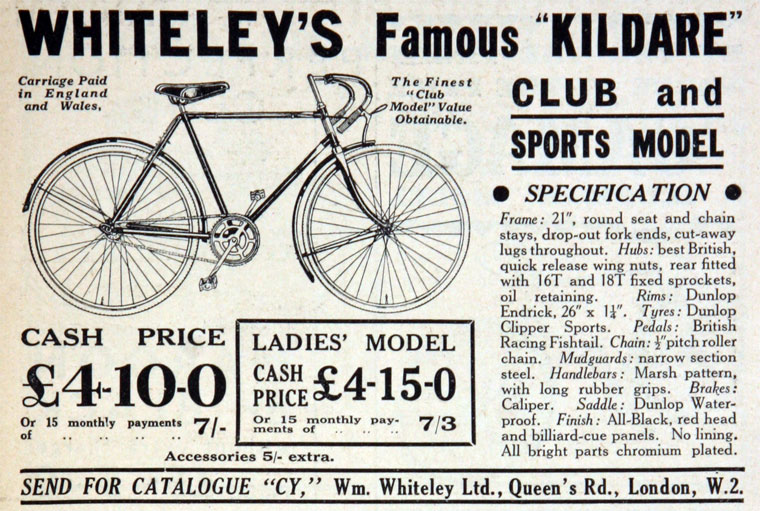 WHITELEY'S Famous "KILDARE"
Carriage Paid
in England
and Wales.
The Finest
"Club
Model" Value
Obtainable.
CLUB and
SPORTS MODEL
● SPECIFICATION ●
Frame: 21", round seat and chain
stays, drop-out fork ends, cut-away
lugs throughout. Hubs: best British,
quick release wing nuts, rear fitted
with 16T and 18T fixed sprockets,
oil retaining. Rims: Dunlop
Endrick, 26" x 1¼". Tyres: Dunlop
Clipper Sports. Pedals: British
Racing Fishtail. Chain: ½" pitch roller
chain. Mudguards: narrow section
steel. Handlebars: Marsh pattern,
with long rubber grips. Brakes:
Caliper. Saddle: Dunlop Water-
proof. Finish: All-Black, red head
and billiard-cue panels. No lining.
All bright parts chromium plated.
CASH PRICE
£4-10-0
Or 15 monthly payments
of .. .. .. .. 7/-
LADIES' MODEL
CASH
PRICE £4-15-0
Or 15 monthly pay-
ments of .. .. .. 7/3
Accessories 5/- extra.
SEND FOR CATALOGUE "CY," Wm. Whiteley Ltd., Queen's Rd., London, W.2.